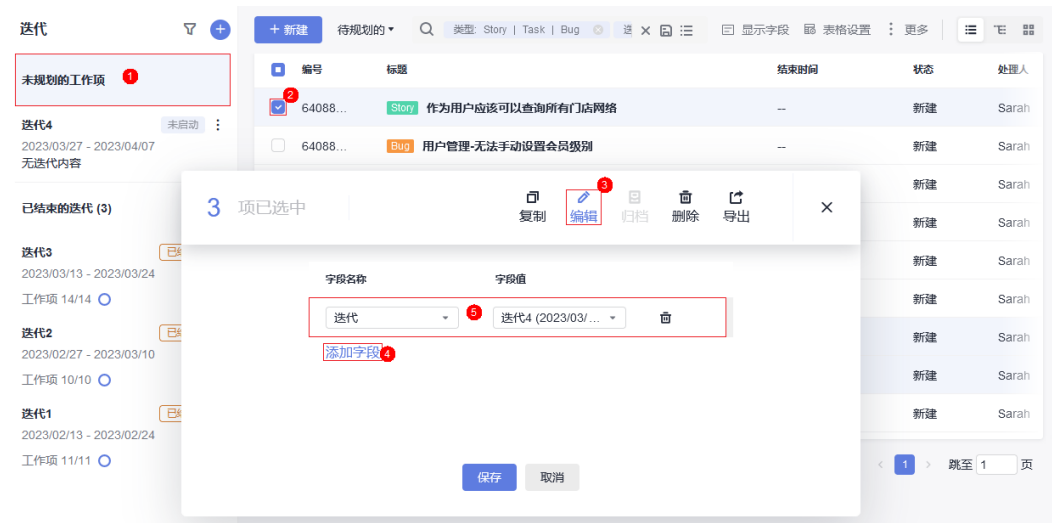 迭代
未规划的工作项 1
迭代4 未启动
2023/03/27 - 2023/04/07
无迭代内容
已结束的迭代 (3)
迭代3
2023/03/13 - 2023/03/24
工作项 14/14
迭代2
2023/02/27 - 2023/03/10
工作项 10/10
迭代1
2023/02/13 - 2023/02/24
工作项 11/11
+ 新建 待规划的 类型: Story | Task | Bug 显示字段 表格设置 更多
编号 标题 结束时间 状态 处理人
2
64088... Story 作为用户应该可以查询所有门店网络 -- 新建 Sarah
64088... Bug 用户管理-无法手动设置会员级别 -- 新建 Sarah
新建 Sarah
新建 Sarah
新建 Sarah
新建 Sarah
新建 Sarah
新建 Sarah
新建 Sarah
3 项已选中
复制 编辑 3 归档 删除 导出
字段名称 字段值
迭代 5 迭代4 (2023/03/...
添加字段 4
保存 取消
1 跳至 1 页